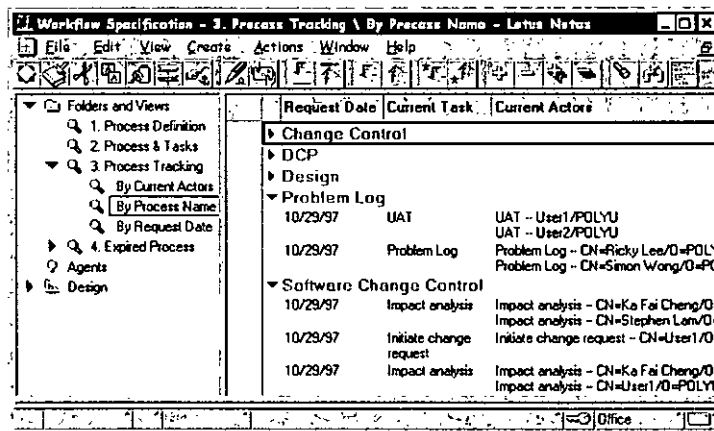 Workflow Specification - 3. Process Tracking \ By Process Name - Lotus Notes
File Edit View Create Actions Window Help
Folders and Views
1. Process Definition
2. Process & Tasks
3. Process Tracking
By Current Actors
By Process Name
By Request Date
4. Expired Process
Agents
Design
Request Date Current Task Current Actors
Change Control
DCP
Design
Problem Log
10/29/97 UAT UAT -- User1/POLYU
UAT -- User2/POLYU
10/29/97 Problem Log Problem Log -- CN=Ricky Lee/O=POLY
Problem Log -- CN=Simon Wong/O=PO
Software Change Control
10/29/97 Impact analysis Impact analysis -- CN=Ka Fai Cheng/O
Impact analysis -- CN=Stephen Lam/O=
10/29/97 Initiate change Initiate change request -- CN=User1/O
request
10/29/97 Impact analysis Impact analysis -- CN=Ka Fai Cheng/O
Impact analysis -- CN=User1/O=POLYU
Office